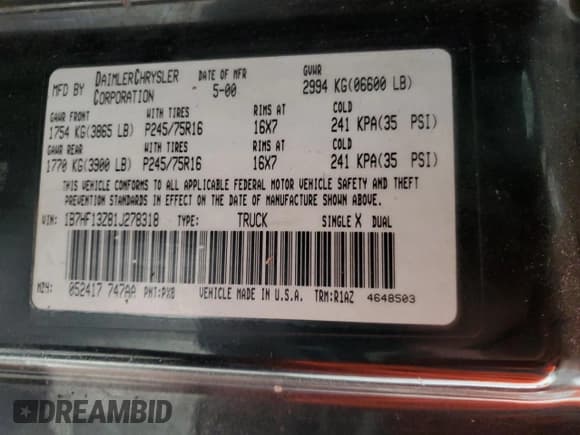 MFD BY DAIMLERCHRYSLER CORPORATION DATE OF MFR 5-00 GVWR 2994 KG(06600 LB)
GAWR FRONT WITH TIRES RIMS AT COLD
1754 KG(3865 LB) P245/75R16 16X7 241 KPA(35 PSI)
GAWR REAR WITH TIRES RIMS AT COLD
1770 KG(3900 LB) P245/75R16 16X7 241 KPA(35 PSI)
THIS VEHICLE CONFORMS TO ALL APPLICABLE FEDERAL MOTOR VEHICLE SAFETY AND THEFT
PREVENTION STANDARDS IN EFFECT ON THE DATE OF MANUFACTURE SHOWN ABOVE.
VIN: 1B7HF13Z81J278318 TYPE: TRUCK SINGLE X DUAL
MZY: 052417 747AA PNT:PX8 VEHICLE MADE IN U.S.A. TRM:R1AZ 4648503
DREAMBID